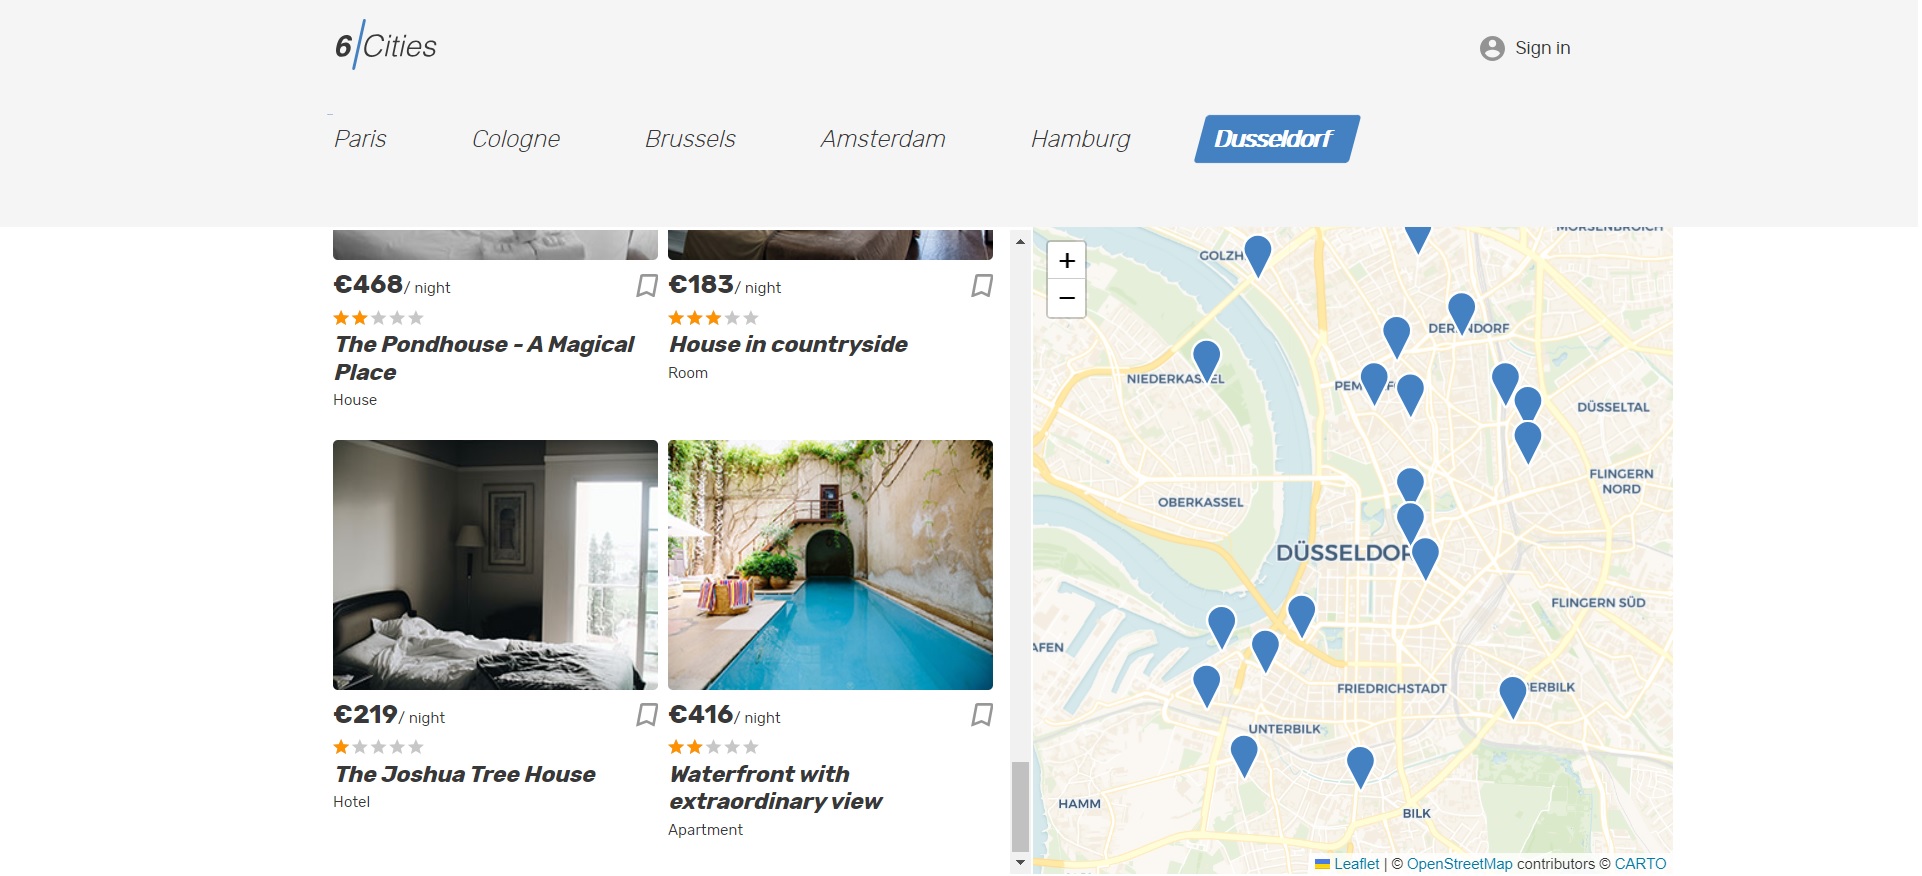 6 Cities
Sign in
Paris
Cologne
Brussels
Amsterdam
Hamburg
Dusseldorf
€468/ night
The Pondhouse - A Magical
Place
House
€183/ night
House in countryside
Room
€219/ night
The Joshua Tree House
Hotel
€416/ night
Waterfront with
extraordinary view
Apartment
+
−
GOLZH
NIEDERKAS EL
PEM
DÜSSELTAL
FLINGERN
NORD
OBERKASSEL
DÜSSELDOR
FLINGERN SÜD
AFEN
FRIEDRICHSTADT
ERBILK
UNTERBILK
HAMM
BILK
Leaflet | © OpenStreetMap contributors © CARTO